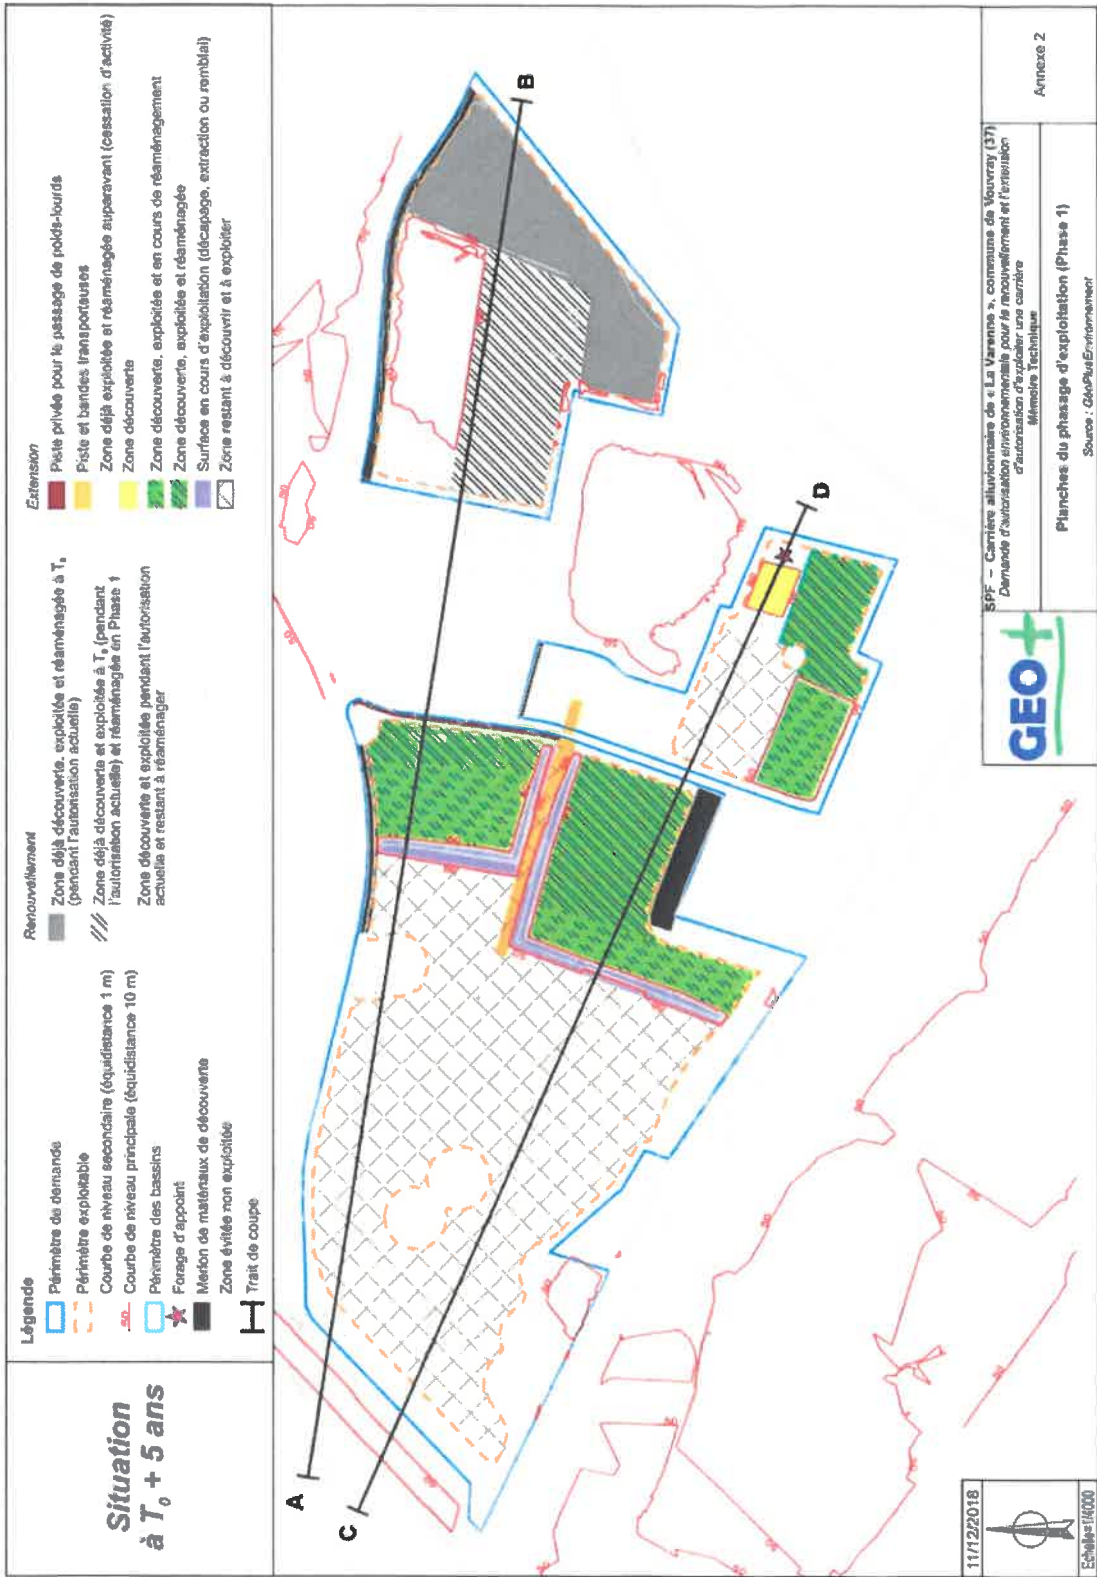 Situation
à T₀ + 5 ans
Légende
Périmètre de demande
Périmètre exploitable
Courbe de niveau secondaire (équidistance 1 m)
Courbe de niveau principale (équidistance 10 m)
Périmètre des bassins
Forage d'appoint
Merlon de matériaux de découverte
Zone évitée non exploitée
Trait de coupe
Renouvellement
Zone déjà découverte, exploitée et réaménagée à T₀
(pendant l'autorisation actuelle)
Zone déjà découverte et exploitée à T₀ (pendant
l'autorisation actuelle) et réaménagée en Phase 1
Zone découverte et exploitée pendant l'autorisation
actuelle et restant à réaménager
Extension
Piste privée pour le passage de poids-lourds
Piste et bandes transporteuses
Zone déjà exploitée et réaménagée auparavant (cessation d'activité)
Zone découverte
Zone découverte, exploitée et en cours de réaménagement
Zone découverte, exploitée et réaménagée
Surface en cours d'exploitation (décapage, extraction ou remblai)
Zone restant à découvrir et à exploiter
A
B
C
D
11/12/2018
Echelle=1/4000
GEO+
SPF – Carrière alluvionnaire de « La Varenne », commune de Vouvray (37)
Demande d'autorisation environnementale pour le renouvellement et l'extension
d'autorisation d'exploiter une carrière
Mémoire Technique
Planches du phasage d'exploitation (Phase 1)
Source : GéoPlusEnvironnement
Annexe 2